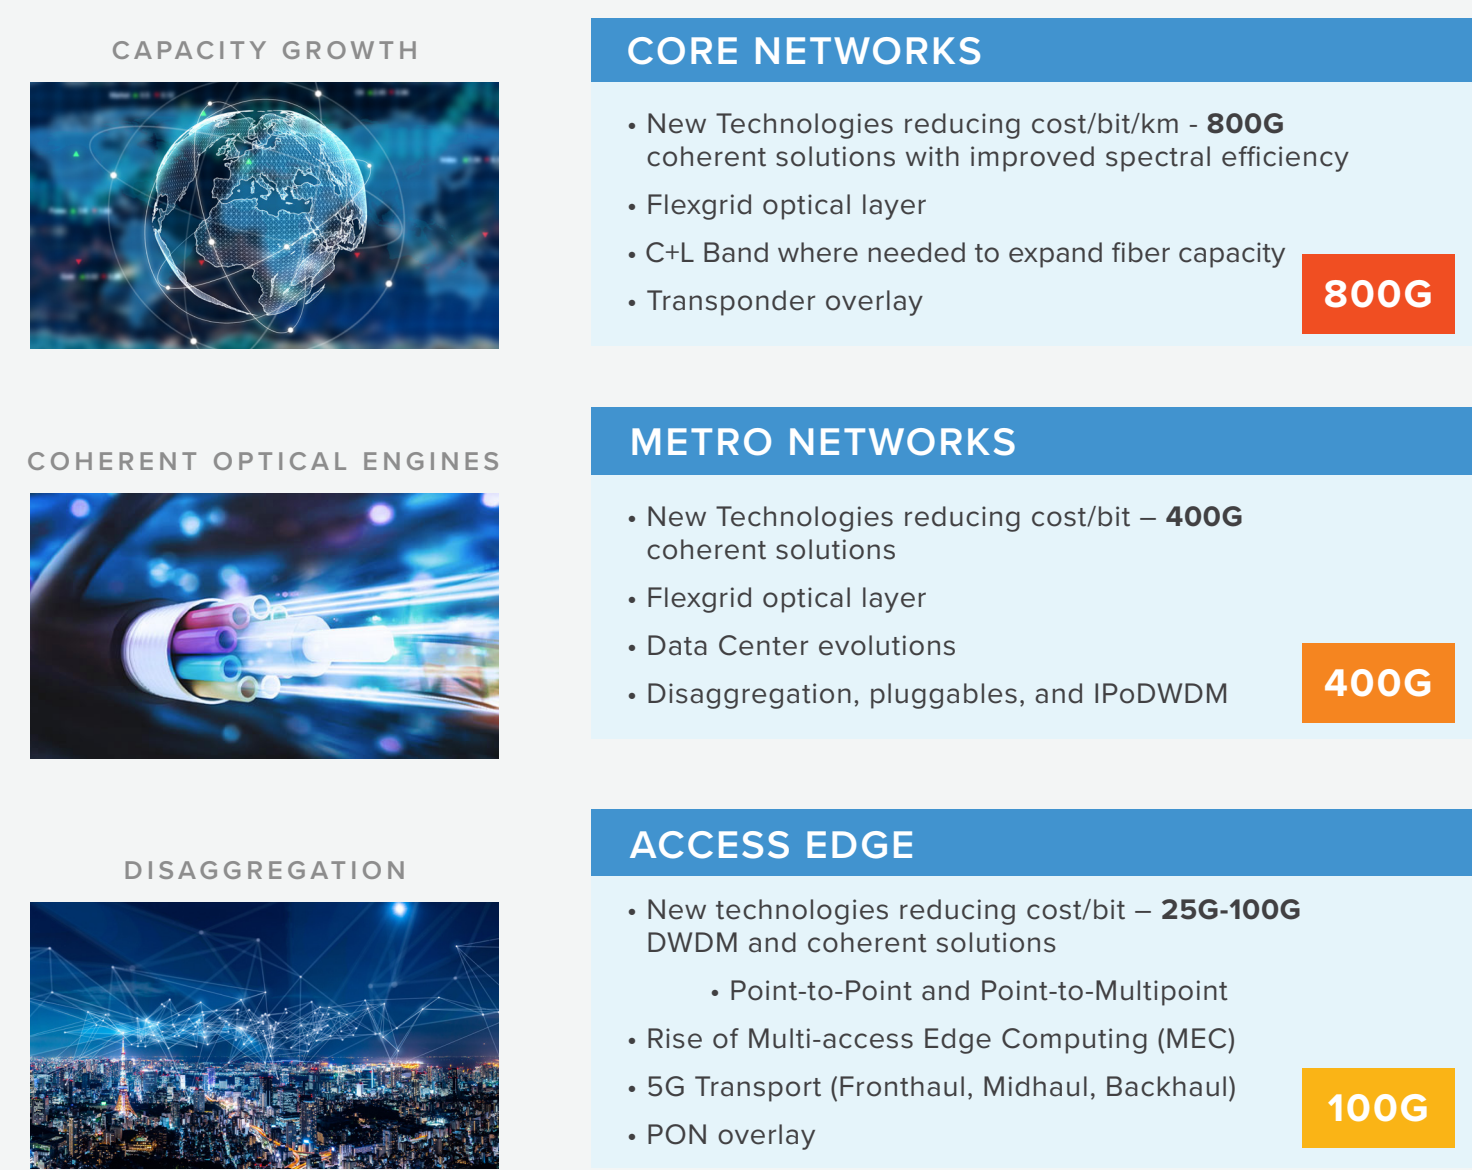 CAPACITY GROWTH
CORE NETWORKS
• New Technologies reducing cost/bit/km - 800G
coherent solutions with improved spectral efficiency
• Flexgrid optical layer
• C+L Band where needed to expand fiber capacity
• Transponder overlay
800G
COHERENT OPTICAL ENGINES
METRO NETWORKS
• New Technologies reducing cost/bit – 400G
coherent solutions
• Flexgrid optical layer
• Data Center evolutions
• Disaggregation, pluggables, and IPoDWDM
400G
DISAGGREGATION
ACCESS EDGE
• New technologies reducing cost/bit – 25G-100G
DWDM and coherent solutions
• Point-to-Point and Point-to-Multipoint
• Rise of Multi-access Edge Computing (MEC)
• 5G Transport (Fronthaul, Midhaul, Backhaul)
• PON overlay
100G